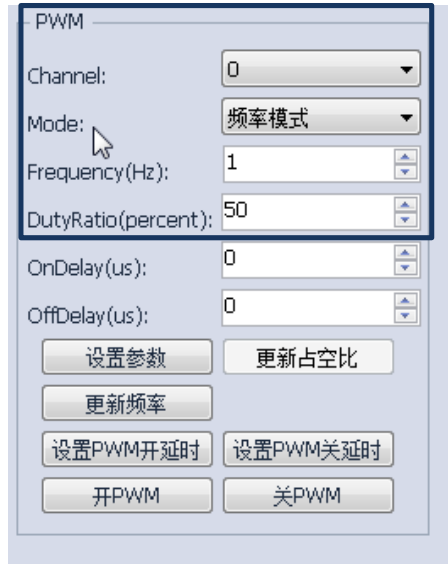 PWM
Channel: 0
Mode: 频率模式
Frequency(Hz): 1
DutyRatio(percent): 50
OnDelay(us): 0
OffDelay(us): 0
设置参数 更新占空比
更新频率
设置PWM开延时 设置PWM关延时
开PWM 关PWM